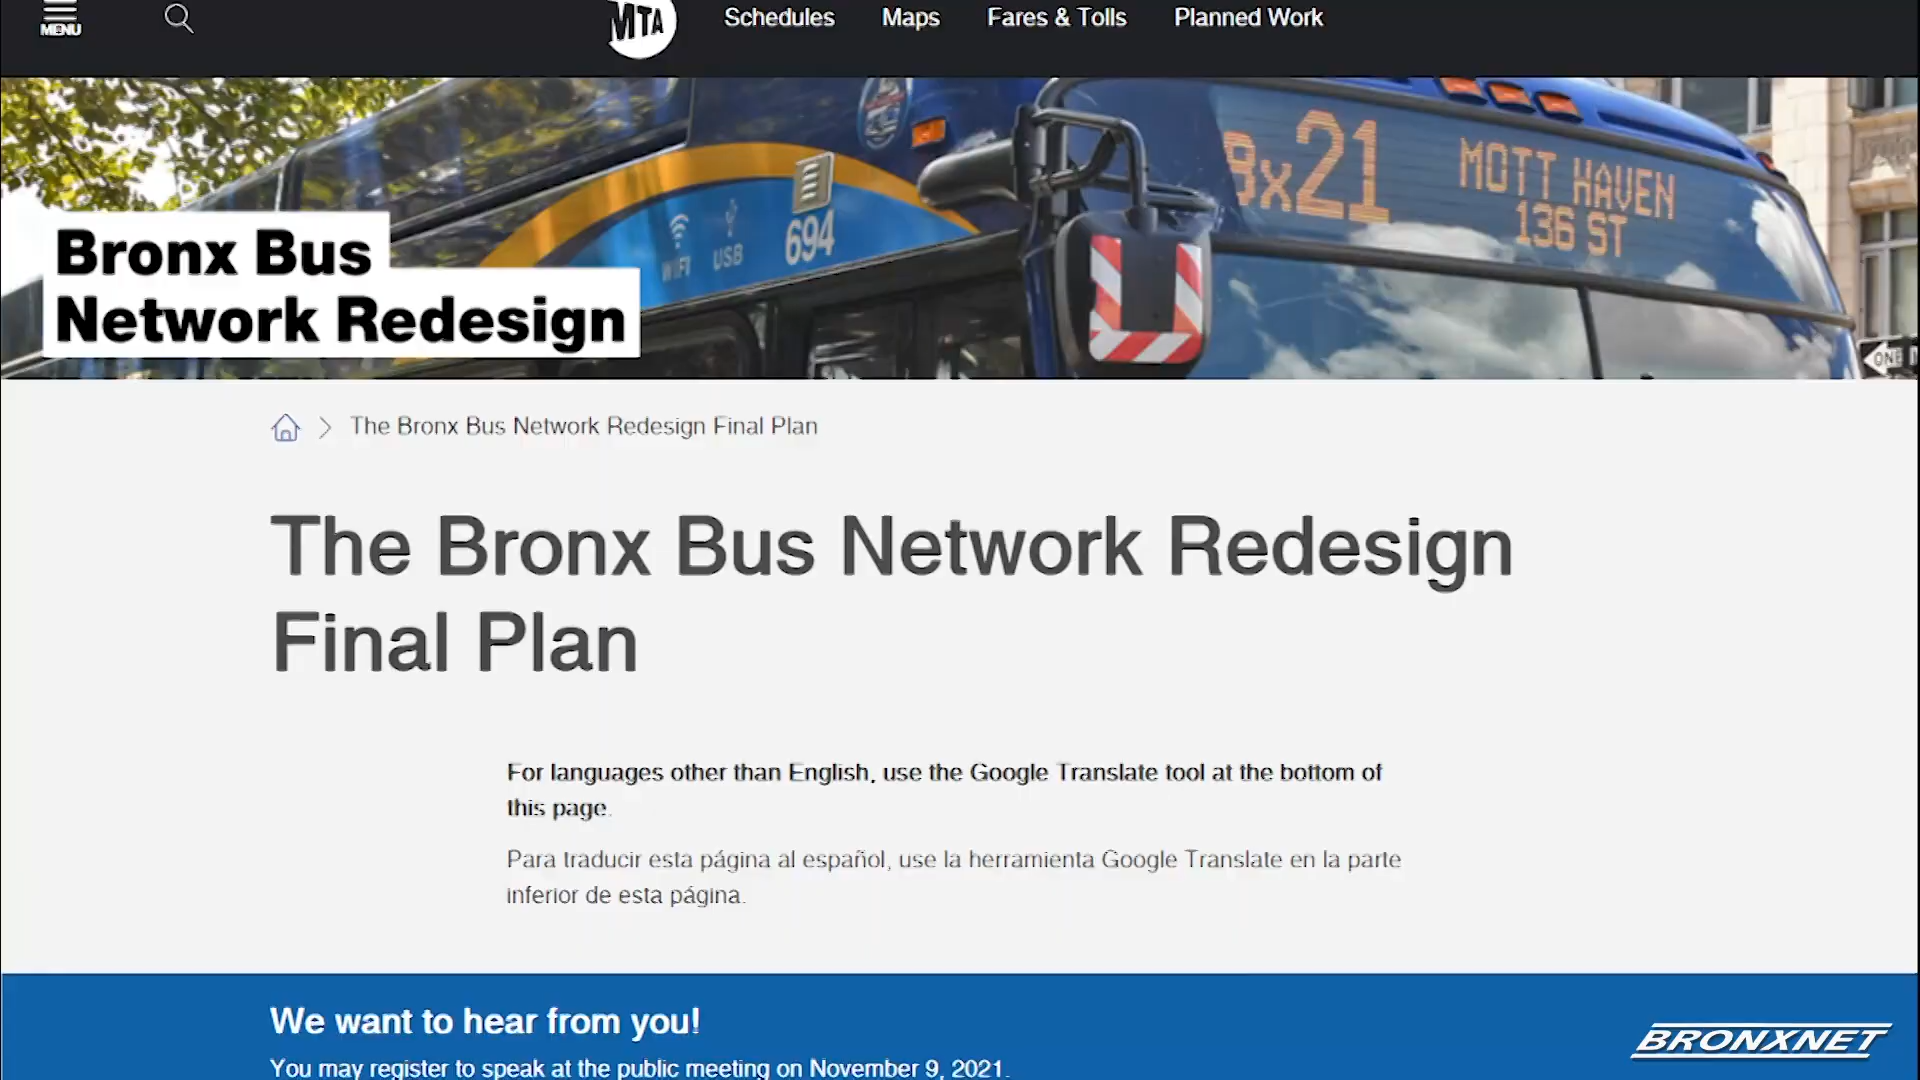 MENU
MTA
Schedules
Maps
Fares & Tolls
Planned Work
Bx21
MOTT HAVEN
136 ST
WIFI
USB
694
Bronx Bus
Network Redesign
ONE
The Bronx Bus Network Redesign Final Plan
The Bronx Bus Network Redesign
Final Plan
For languages other than English, use the Google Translate tool at the bottom of
this page.
Para traducir esta página al español, use la herramienta Google Translate en la parte
inferior de esta página.
We want to hear from you!
You may register to speak at the public meeting on November 9, 2021.
BRONXNET